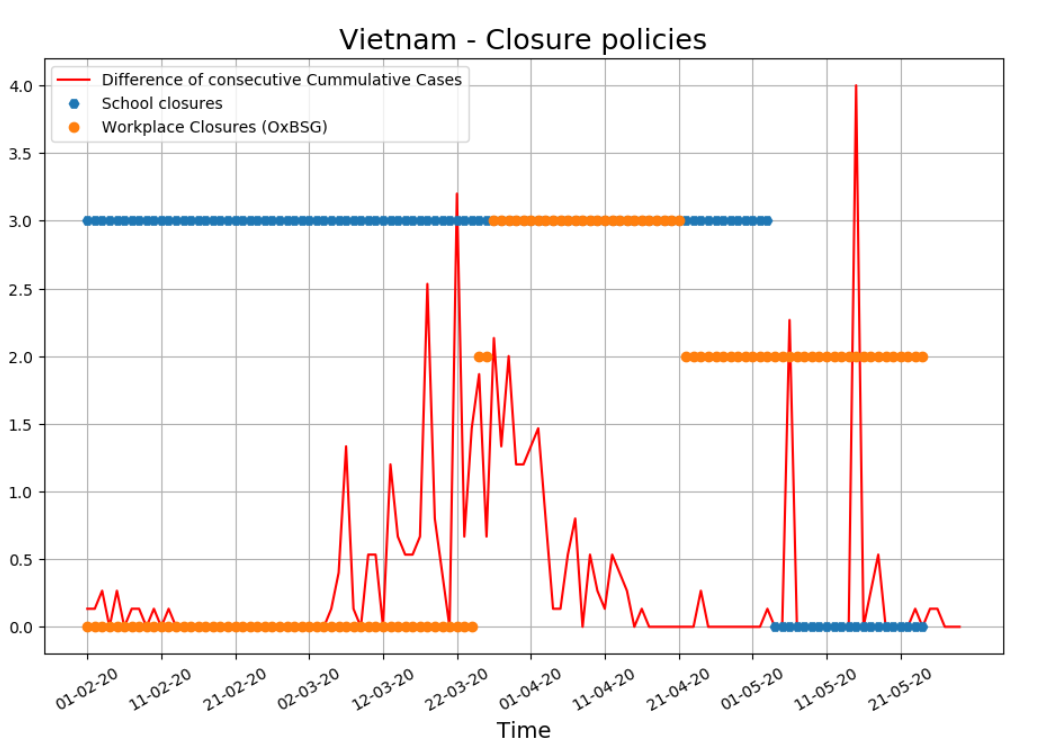 Vietnam - Closure policies
Difference of consecutive Cummulative Cases
School closures
Workplace Closures (OxBSG)
4.0
3.5
3.0
2.5
2.0
1.5
1.0
0.5
0.0
01-02-20 11-02-20 21-02-20 02-03-20 12-03-20 22-03-20 01-04-20 11-04-20 21-04-20 01-05-20 11-05-20 21-05-20
Time